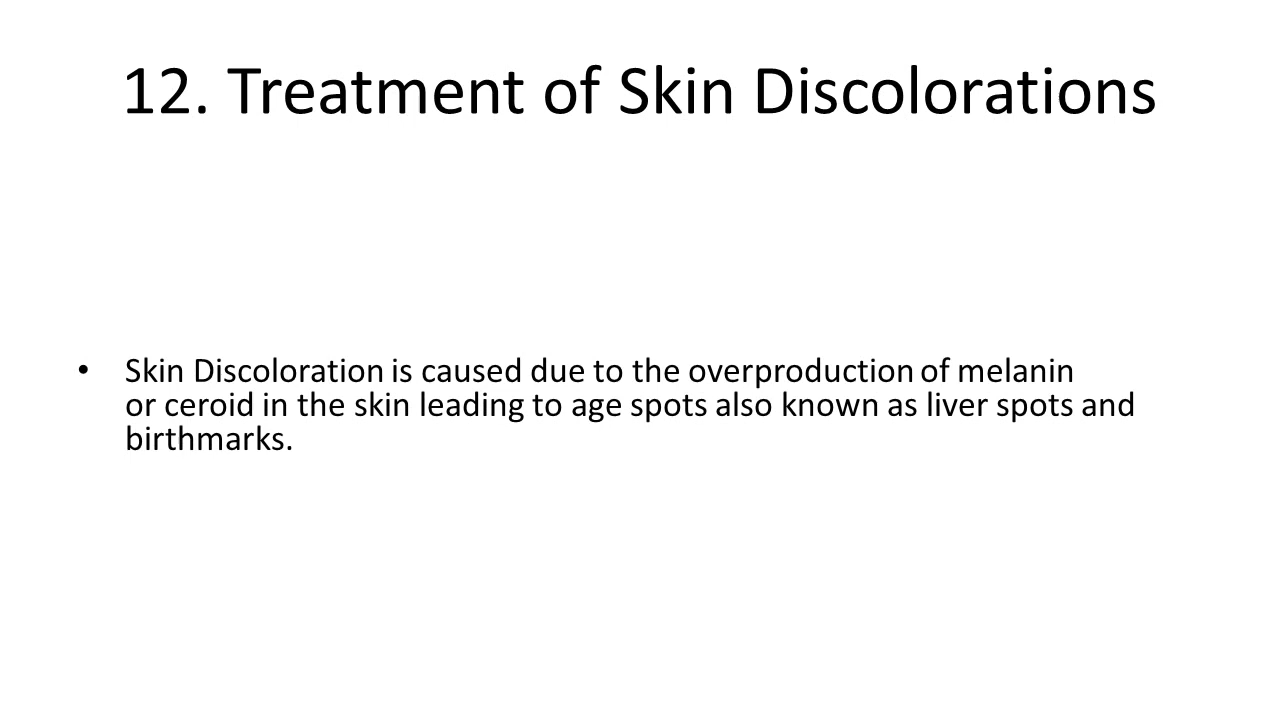 12. Treatment of Skin Discolorations
• Skin Discoloration is caused due to the overproduction of melanin
or ceroid in the skin leading to age spots also known as liver spots and
birthmarks.